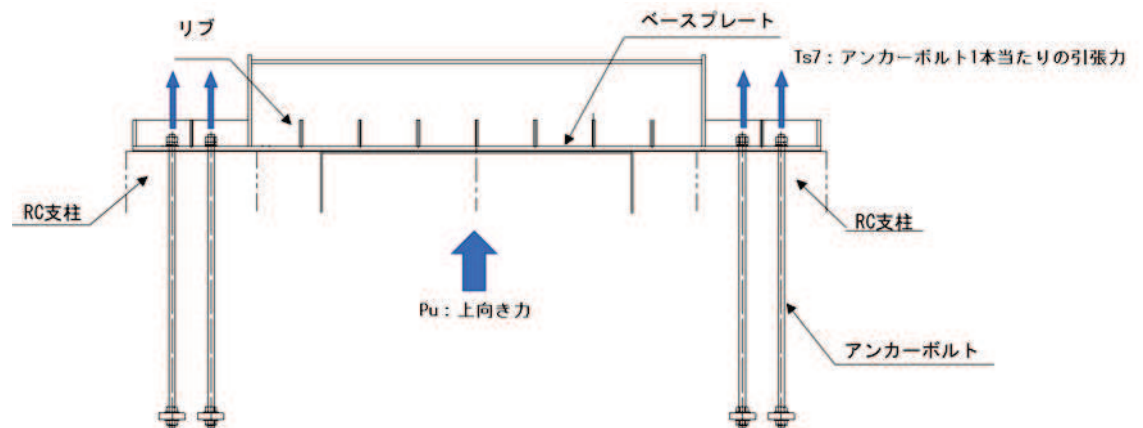 リブ
ベースプレート
Ts7：アンカーボルト1本当たりの引張力
RC支柱
RC支柱
Pu：上向き力
アンカーボルト